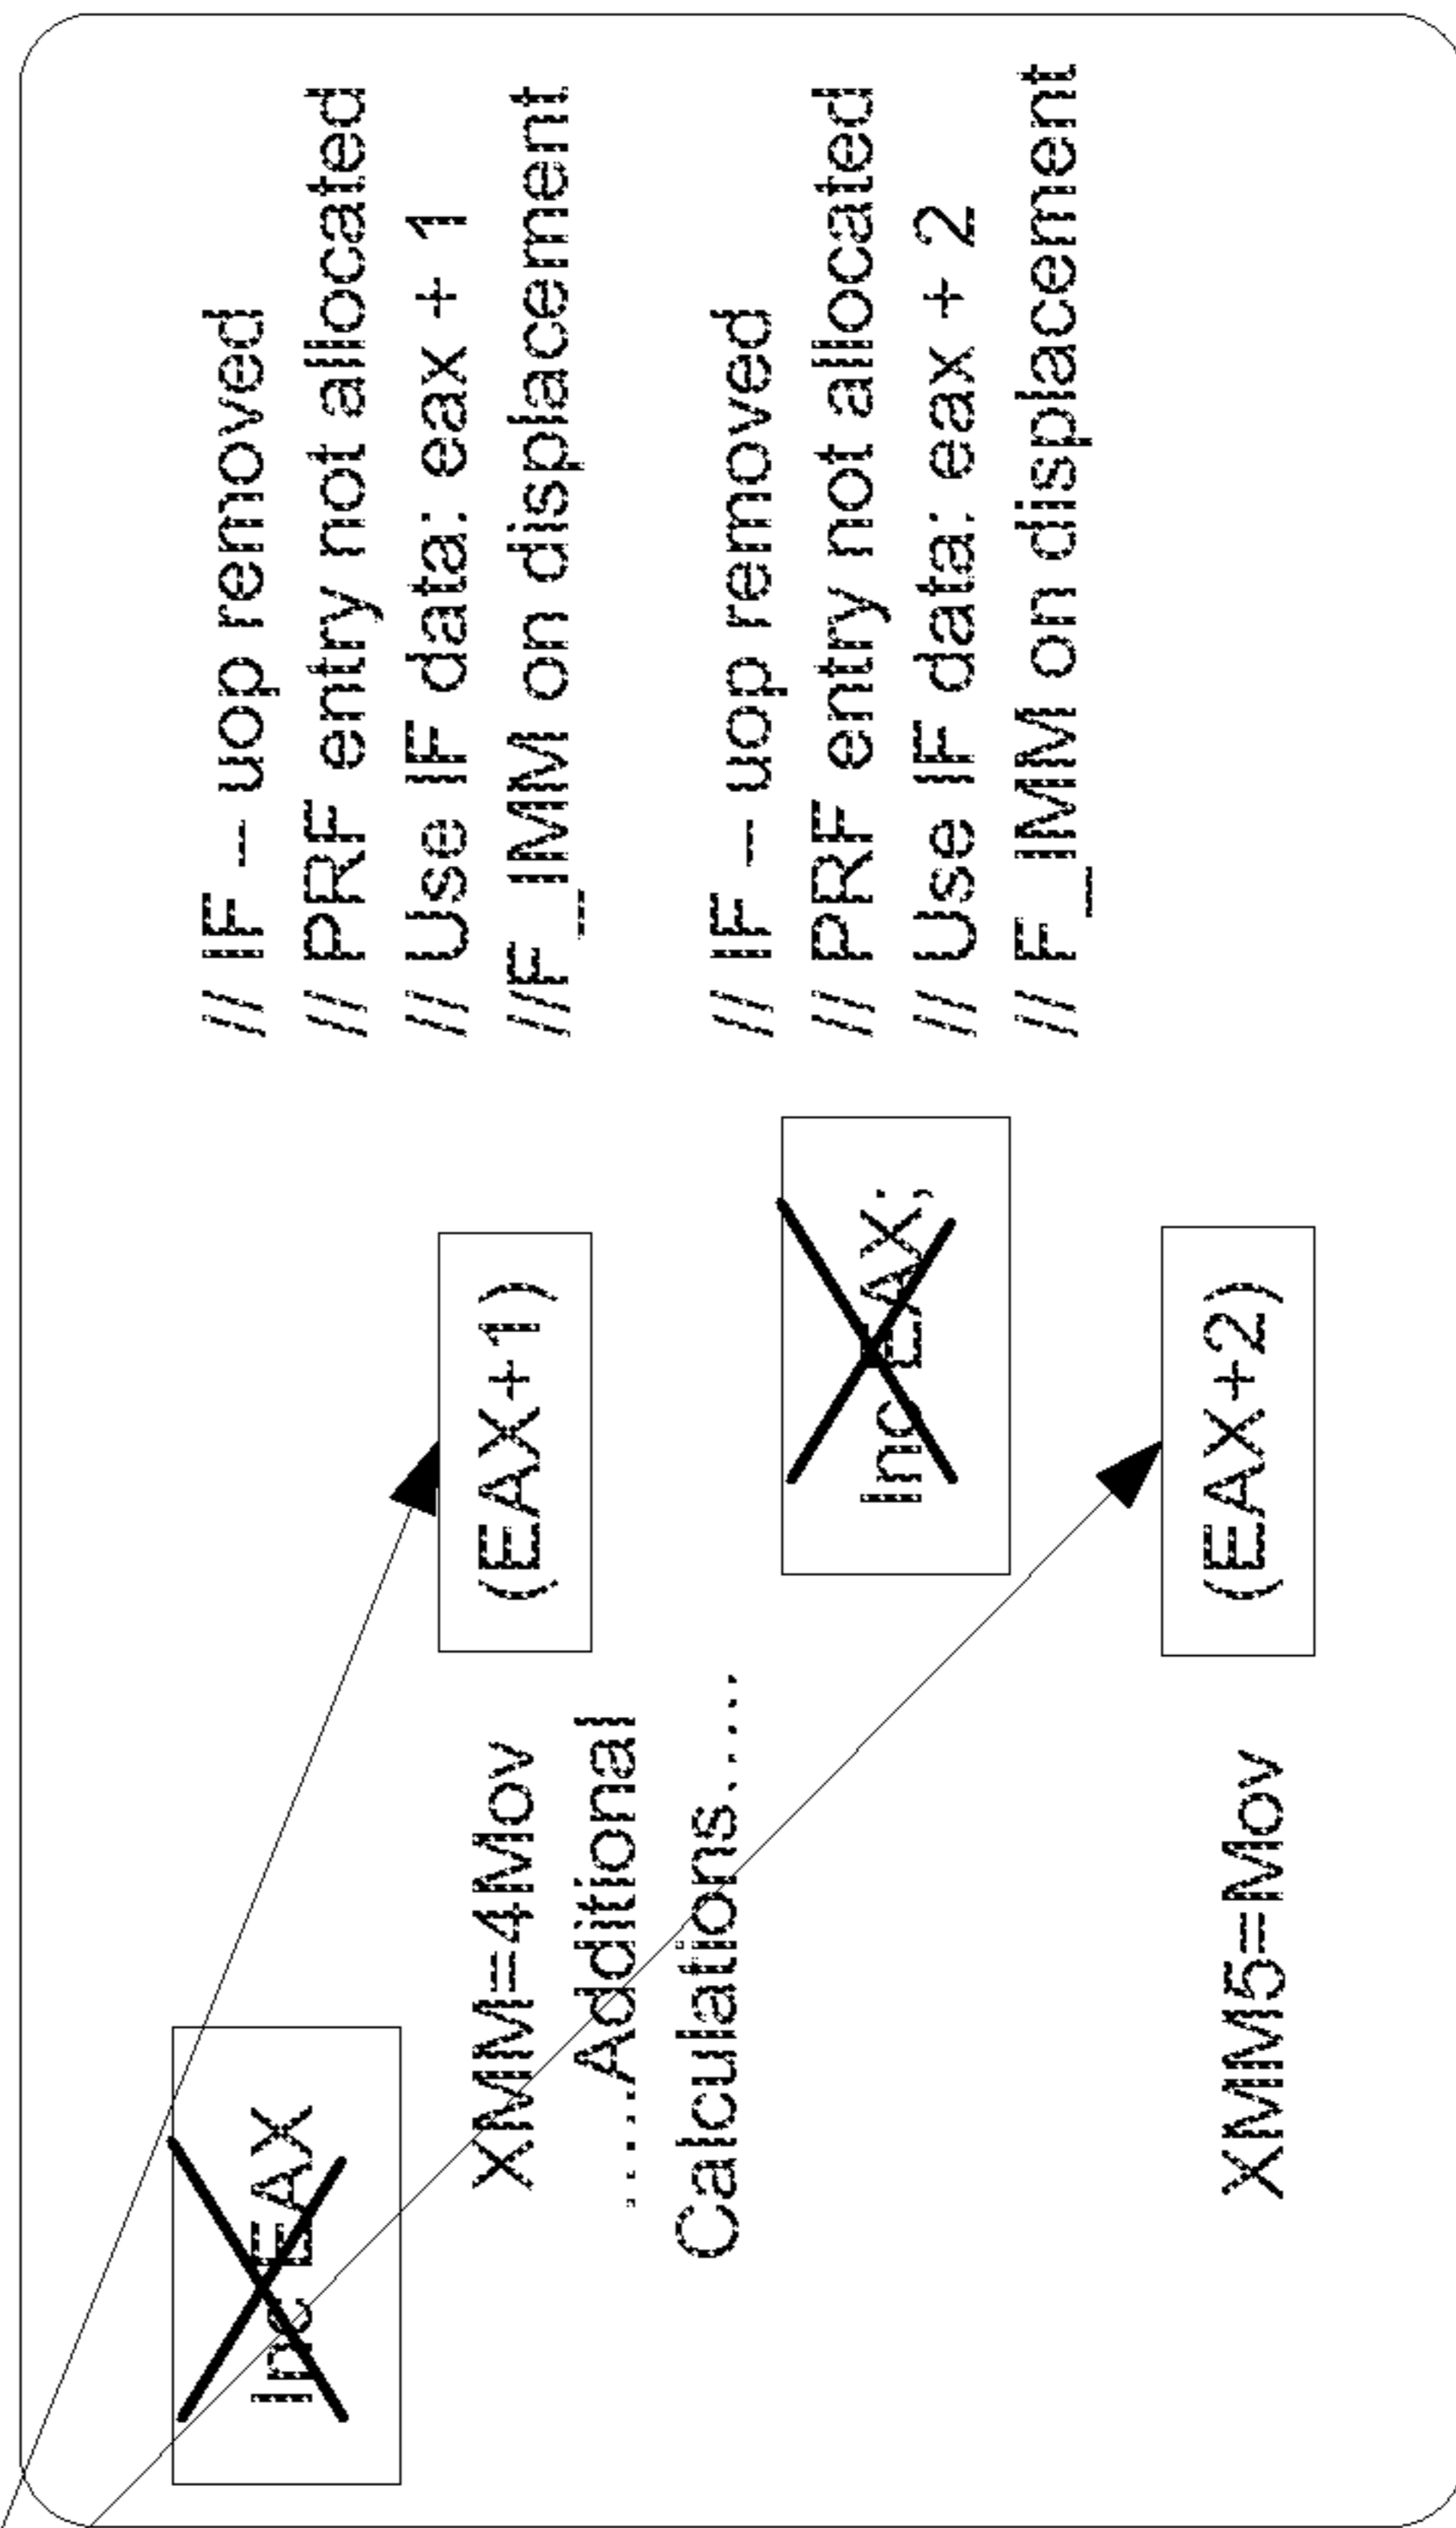 Inc EAX
// IF – uop removed
// PRF entry not allocated
XMM=4Mov (EAX+1)
// Use IF data: eax + 1
//F_IMM on displacement
.....Additional
Calculations.....
Inc EAX;
// IF – uop removed
// PRF entry not allocated
// Use IF data: eax + 2
// F_IMM on displacement
XMM5=Mov (EAX+2)